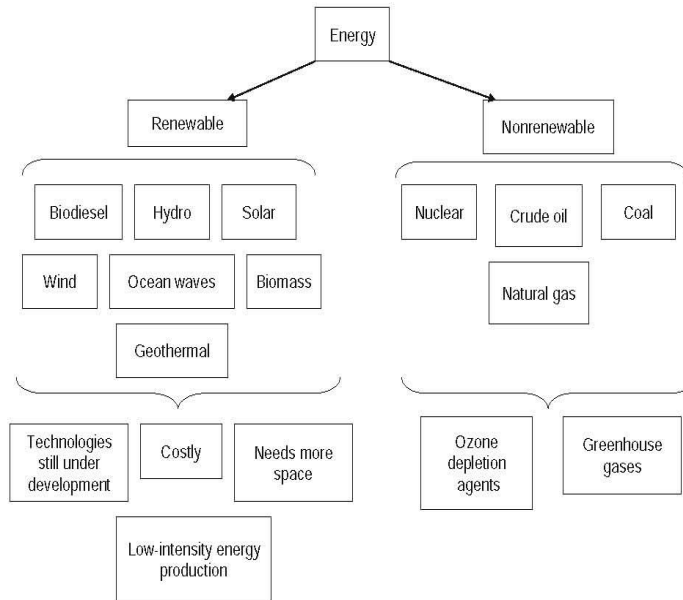 Energy
Renewable
Nonrenewable
Biodiesel
Hydro
Solar
Nuclear
Crude oil
Coal
Wind
Ocean waves
Biomass
Natural gas
Geothermal
Technologies
still under
development
Costly
Needs more
space
Ozone
depletion
agents
Greenhouse
gases
Low-intensity energy
production